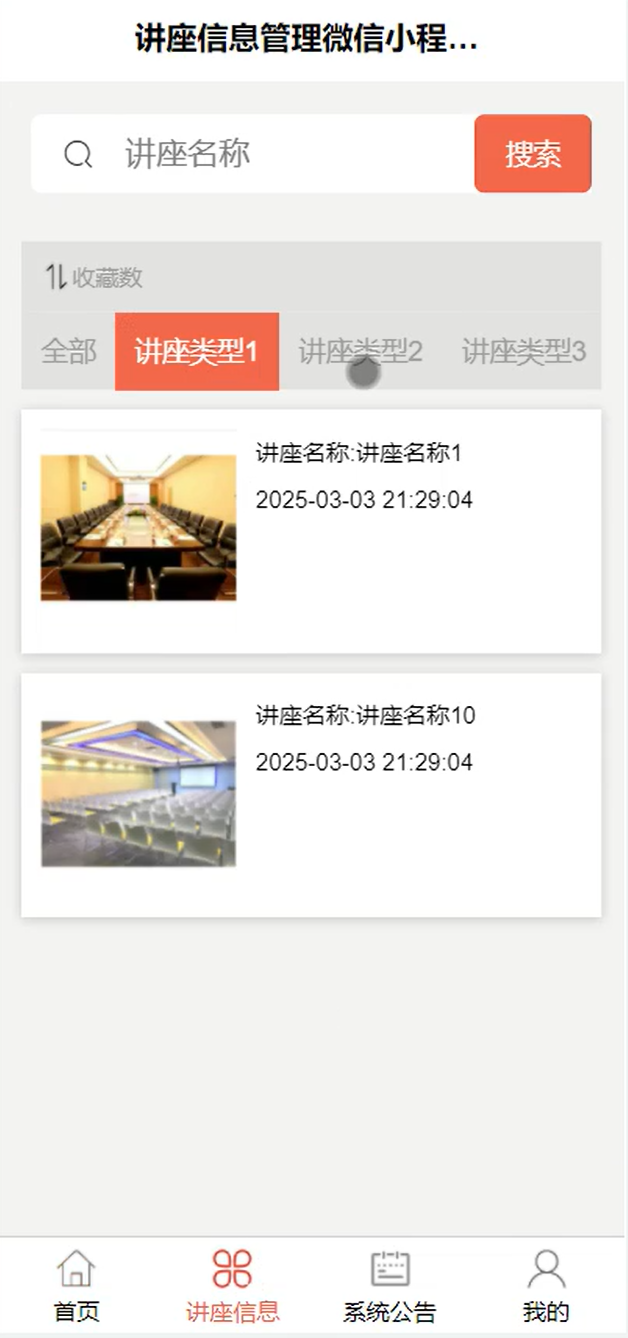 讲座信息管理微信小程...
讲座名称 搜索
收藏数
全部 讲座类型1 讲座类型2 讲座类型3
讲座名称:讲座名称1
2025-03-03 21:29:04
讲座名称:讲座名称10
2025-03-03 21:29:04
首页 讲座信息 系统公告 我的